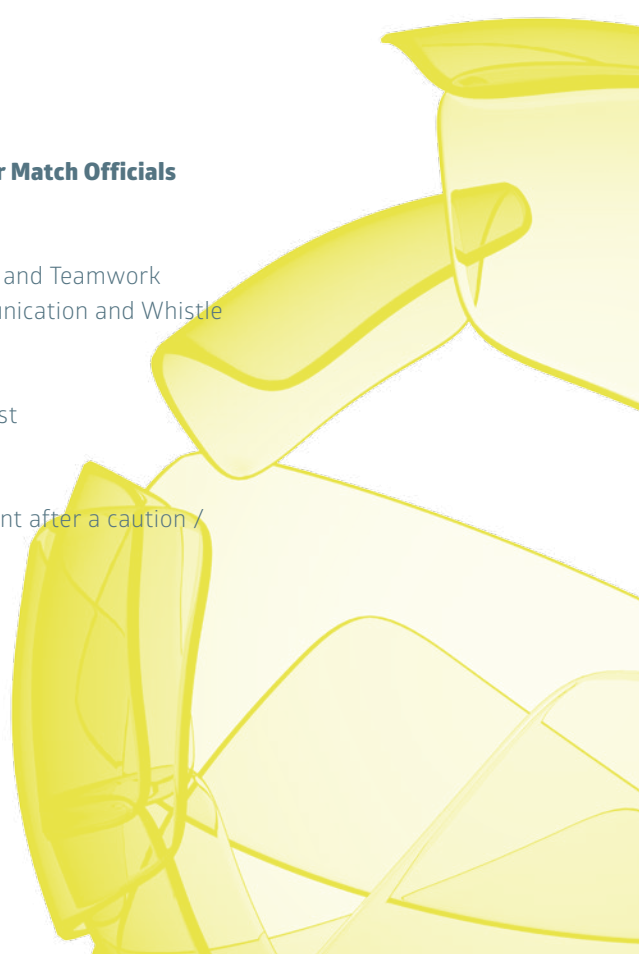 r Match Officials
and Teamwork
unication and Whistle
st
nt after a caution /